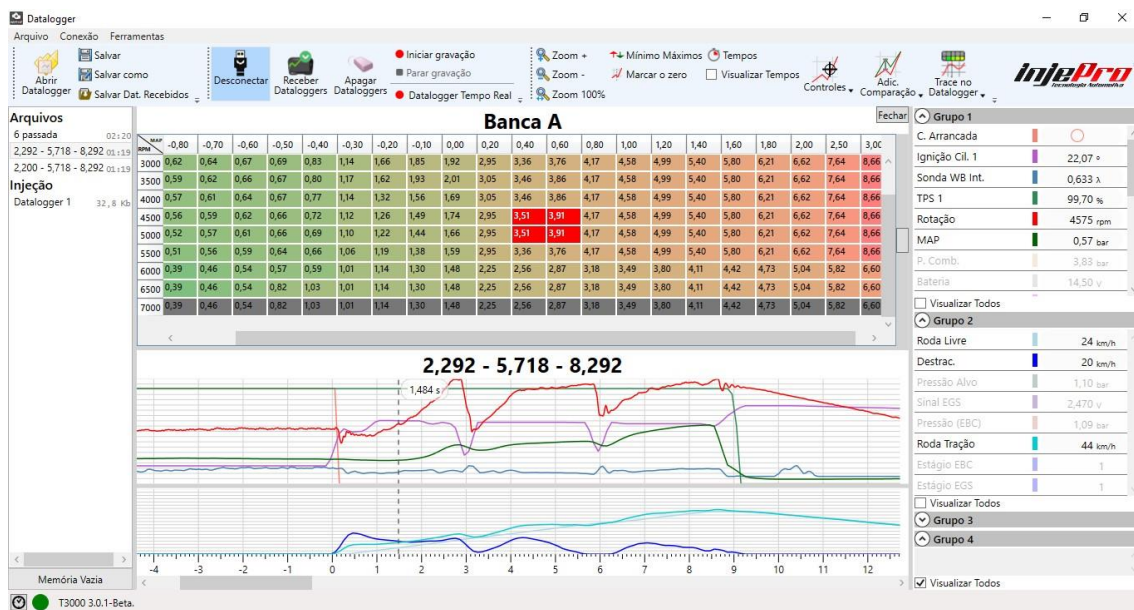 Datalogger
Arquivo Conexão Ferramentas
Abrir Datalogger
Salvar
Salvar como
Salvar Dat. Recebidos
Desconectar
Receber Dataloggers
Apagar Dataloggers
Iniciar gravação
Parar gravação
Datalogger Tempo Real
Zoom +
Zoom -
Zoom 100%
Mínimo Máximos
Marcar o zero
Tempos
Visualizar Tempos
Controles
Adic. Comparação
Trace no Datalogger
injePro
Tecnologia Automotiva
Arquivos
6 passada 02:20
2,292 - 5,718 - 8,292 01:19
2,200 - 5,718 - 8,292 01:19
Injeção
Datalogger 1 32,8 Kb
Memória Vazia
Banca A
Fechar
MAP RPM -0,80 -0,70 -0,60 -0,50 -0,40 -0,30 -0,20 -0,10 0,00 0,20 0,40 0,60 0,80 1,00 1,20 1,40 1,60 1,80 2,00 2,50 3,0
3000 0,62 0,64 0,67 0,69 0,83 1,14 1,66 1,85 1,92 2,95 3,36 3,76 4,17 4,58 4,99 5,40 5,80 6,21 6,62 7,64 8,66
3500 0,59 0,62 0,66 0,67 0,80 1,17 1,62 1,93 2,01 3,05 3,46 3,86 4,17 4,58 4,99 5,40 5,80 6,21 6,62 7,64 8,66
4000 0,57 0,61 0,64 0,67 0,77 1,14 1,32 1,56 1,69 3,05 3,46 3,86 4,17 4,58 4,99 5,40 5,80 6,21 6,62 7,64 8,66
4500 0,56 0,59 0,62 0,66 0,72 1,12 1,26 1,49 1,74 2,95 3,51 3,91 4,17 4,58 4,99 5,40 5,80 6,21 6,62 7,64 8,66
5000 0,52 0,57 0,61 0,66 0,69 1,10 1,22 1,44 1,66 2,95 3,51 3,91 4,17 4,58 4,99 5,40 5,80 6,21 6,62 7,64 8,66
5500 0,51 0,56 0,59 0,64 0,66 1,06 1,19 1,38 1,59 2,95 3,36 3,76 4,17 4,58 4,99 5,40 5,80 6,21 6,62 7,64 8,66
6000 0,39 0,46 0,54 0,57 0,59 1,01 1,14 1,30 1,48 2,25 2,56 2,87 3,18 3,49 3,80 4,11 4,42 4,73 5,04 5,82 6,60
6500 0,39 0,46 0,54 0,82 1,03 1,01 1,14 1,30 1,48 2,25 2,56 2,87 3,18 3,49 3,80 4,11 4,42 4,73 5,04 5,82 6,60
7000 0,39 0,46 0,54 0,82 1,03 1,01 1,14 1,30 1,48 2,25 2,56 2,87 3,18 3,49 3,80 4,11 4,42 4,73 5,04 5,82 6,60
2,292 - 5,718 - 8,292
1,484 s
-4 -3 -2 -1 0 1 2 3 4 5 6 7 8 9 10 11 12
Grupo 1
C. Arrancada
Ignição Cil. 1 22,07 °
Sonda WB Int. 0,633 λ
TPS 1 99,70 %
Rotação 4575 rpm
MAP 0,57 bar
P. Comb. 3,83 bar
Bateria 14,50 v
Visualizar Todos
Grupo 2
Roda Livre 24 km/h
Destrac. 20 km/h
Pressão Alvo 1,10 bar
Sinal EGS 2,470 v
Pressão (EBC) 1,09 bar
Roda Tração 44 km/h
Estágio EBC 1
Estágio EGS 1
Visualizar Todos
Grupo 3
Grupo 4
Visualizar Todos
T3000 3.0.1-Beta.